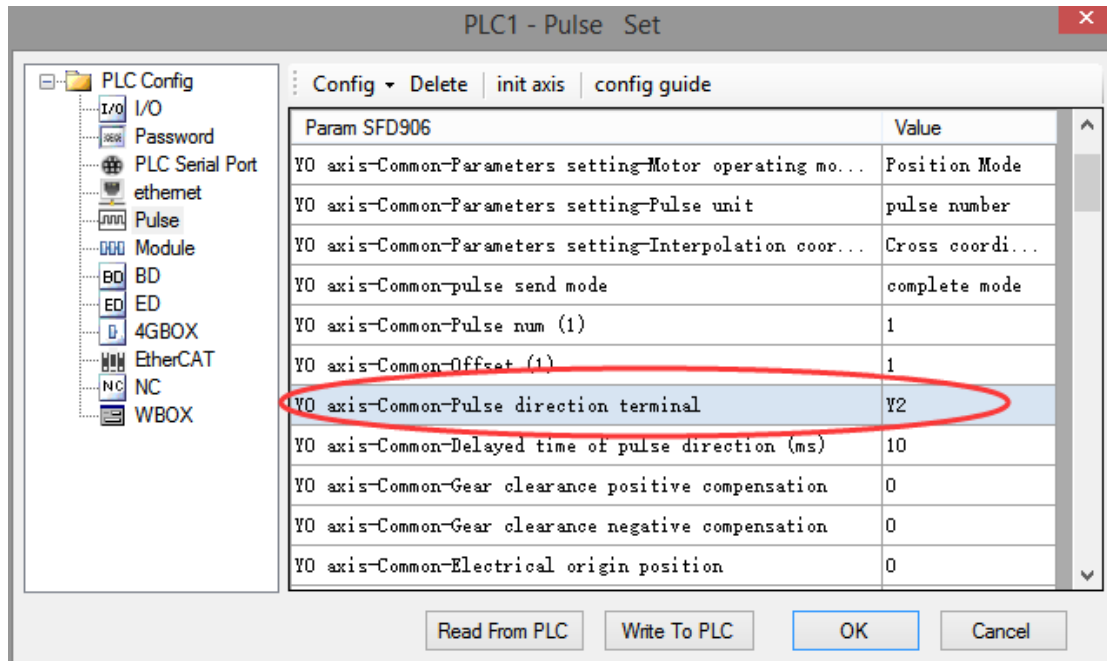 PLC1 - Pulse Set
PLC Config
I/O I/O
Password
PLC Serial Port
ethernet
Pulse
Module
BD BD
ED ED
4GBOX
EtherCAT
NC NC
WBOX
Config Delete init axis config guide
Param SFD906 Value
Y0 axis-Common-Parameters setting-Motor operating mo... Position Mode
Y0 axis-Common-Parameters setting-Pulse unit pulse number
Y0 axis-Common-Parameters setting-Interpolation coor... Cross coordi...
Y0 axis-Common-pulse send mode complete mode
Y0 axis-Common-Pulse num (1) 1
Y0 axis-Common-Offset (1) 1
Y0 axis-Common-Pulse direction terminal Y2
Y0 axis-Common-Delayed time of pulse direction (ms) 10
Y0 axis-Common-Gear clearance positive compensation 0
Y0 axis-Common-Gear clearance negative compensation 0
Y0 axis-Common-Electrical origin position 0
Read From PLC Write To PLC OK Cancel